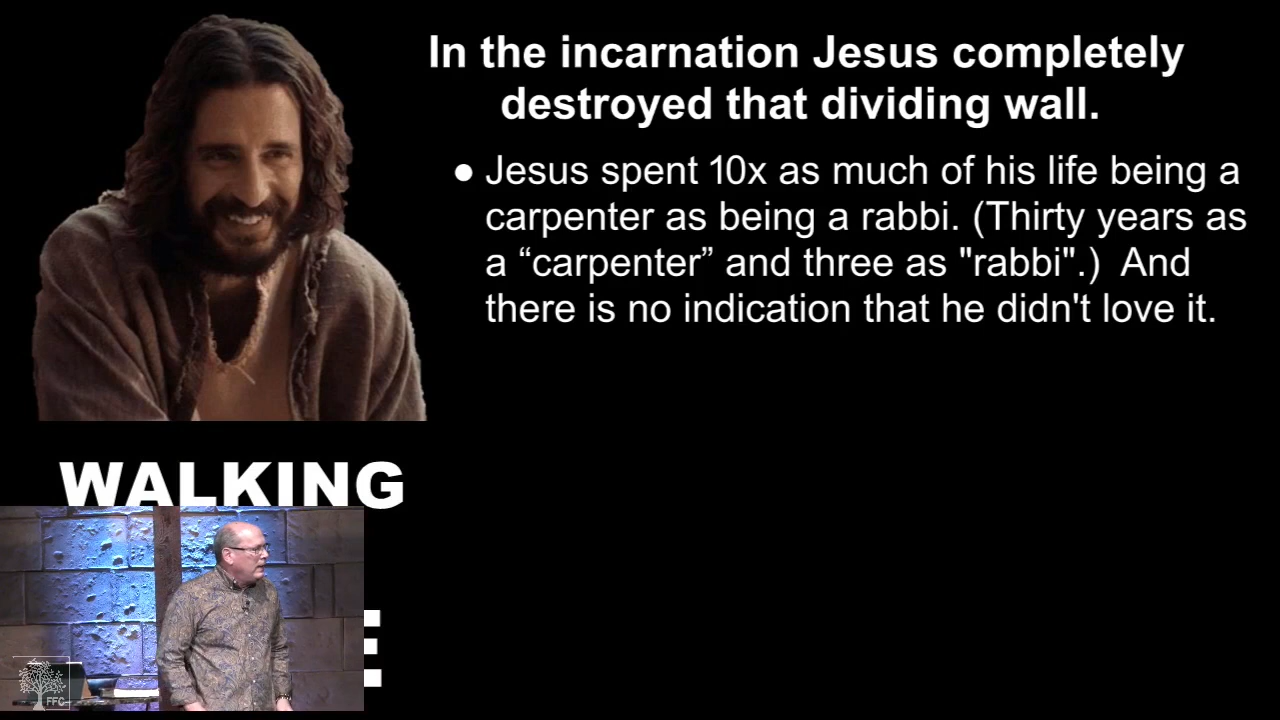 In the incarnation Jesus completely
destroyed that dividing wall.
● Jesus spent 10x as much of his life being a
carpenter as being a rabbi. (Thirty years as
a “carpenter” and three as "rabbi".)  And
there is no indication that he didn't love it.
WALKING
E
FFC